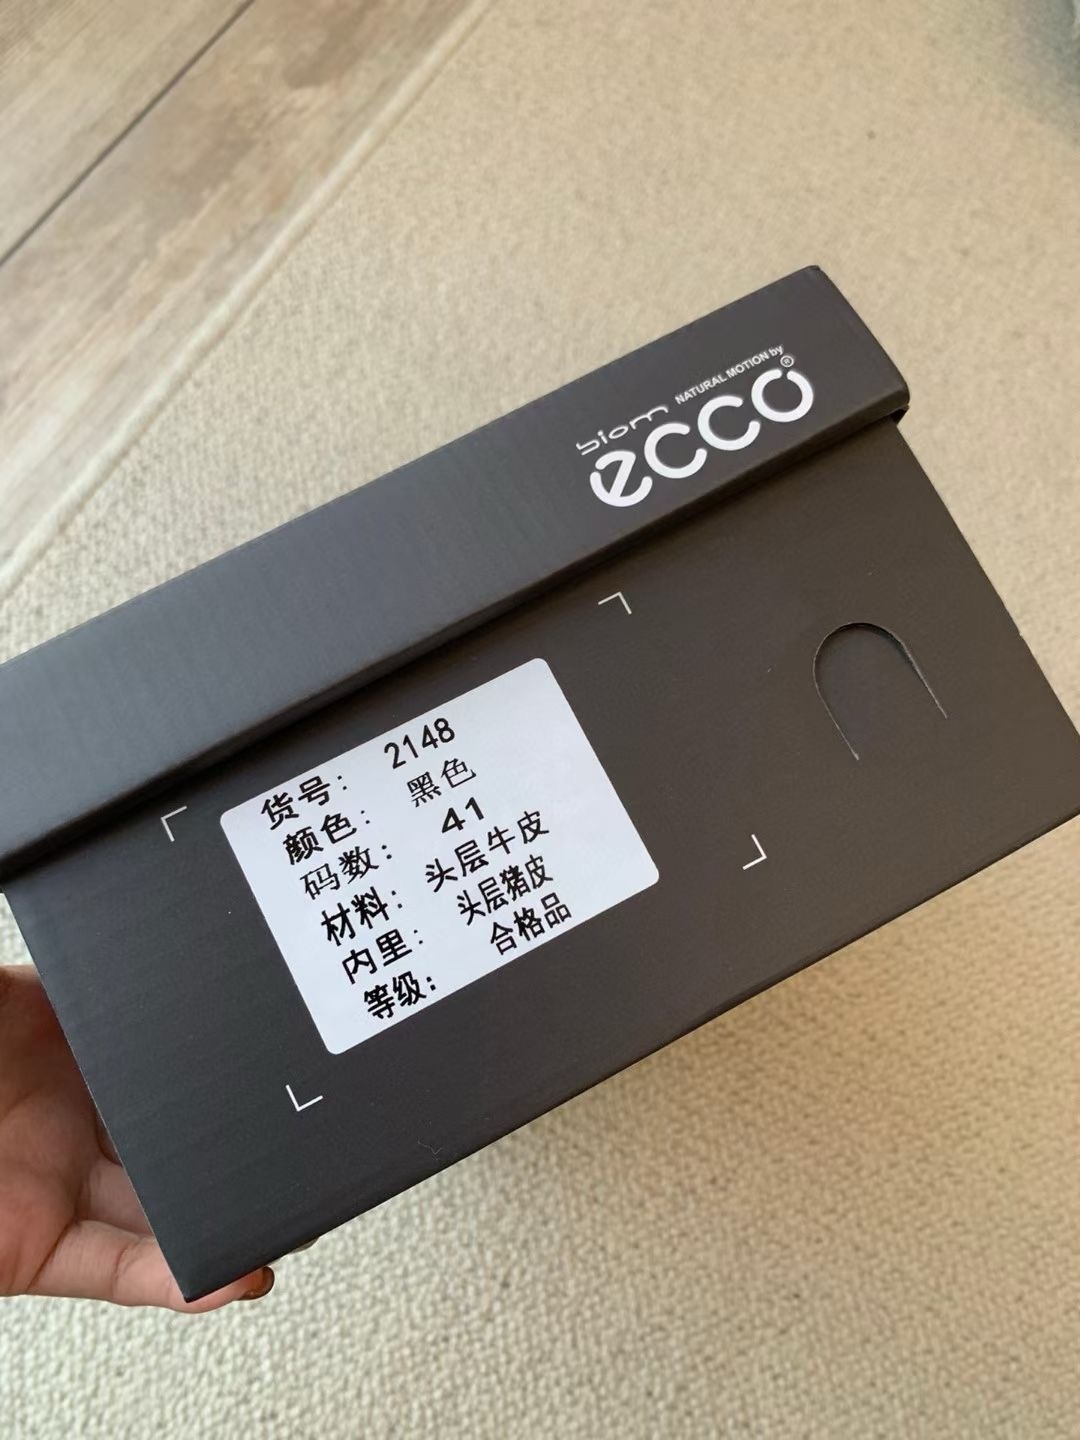 biom NATURAL MOTION by
ecco®
货号： 2148
颜色： 黑色
码数： 41
材料： 头层牛皮
内里： 头层猪皮
等级： 合格品